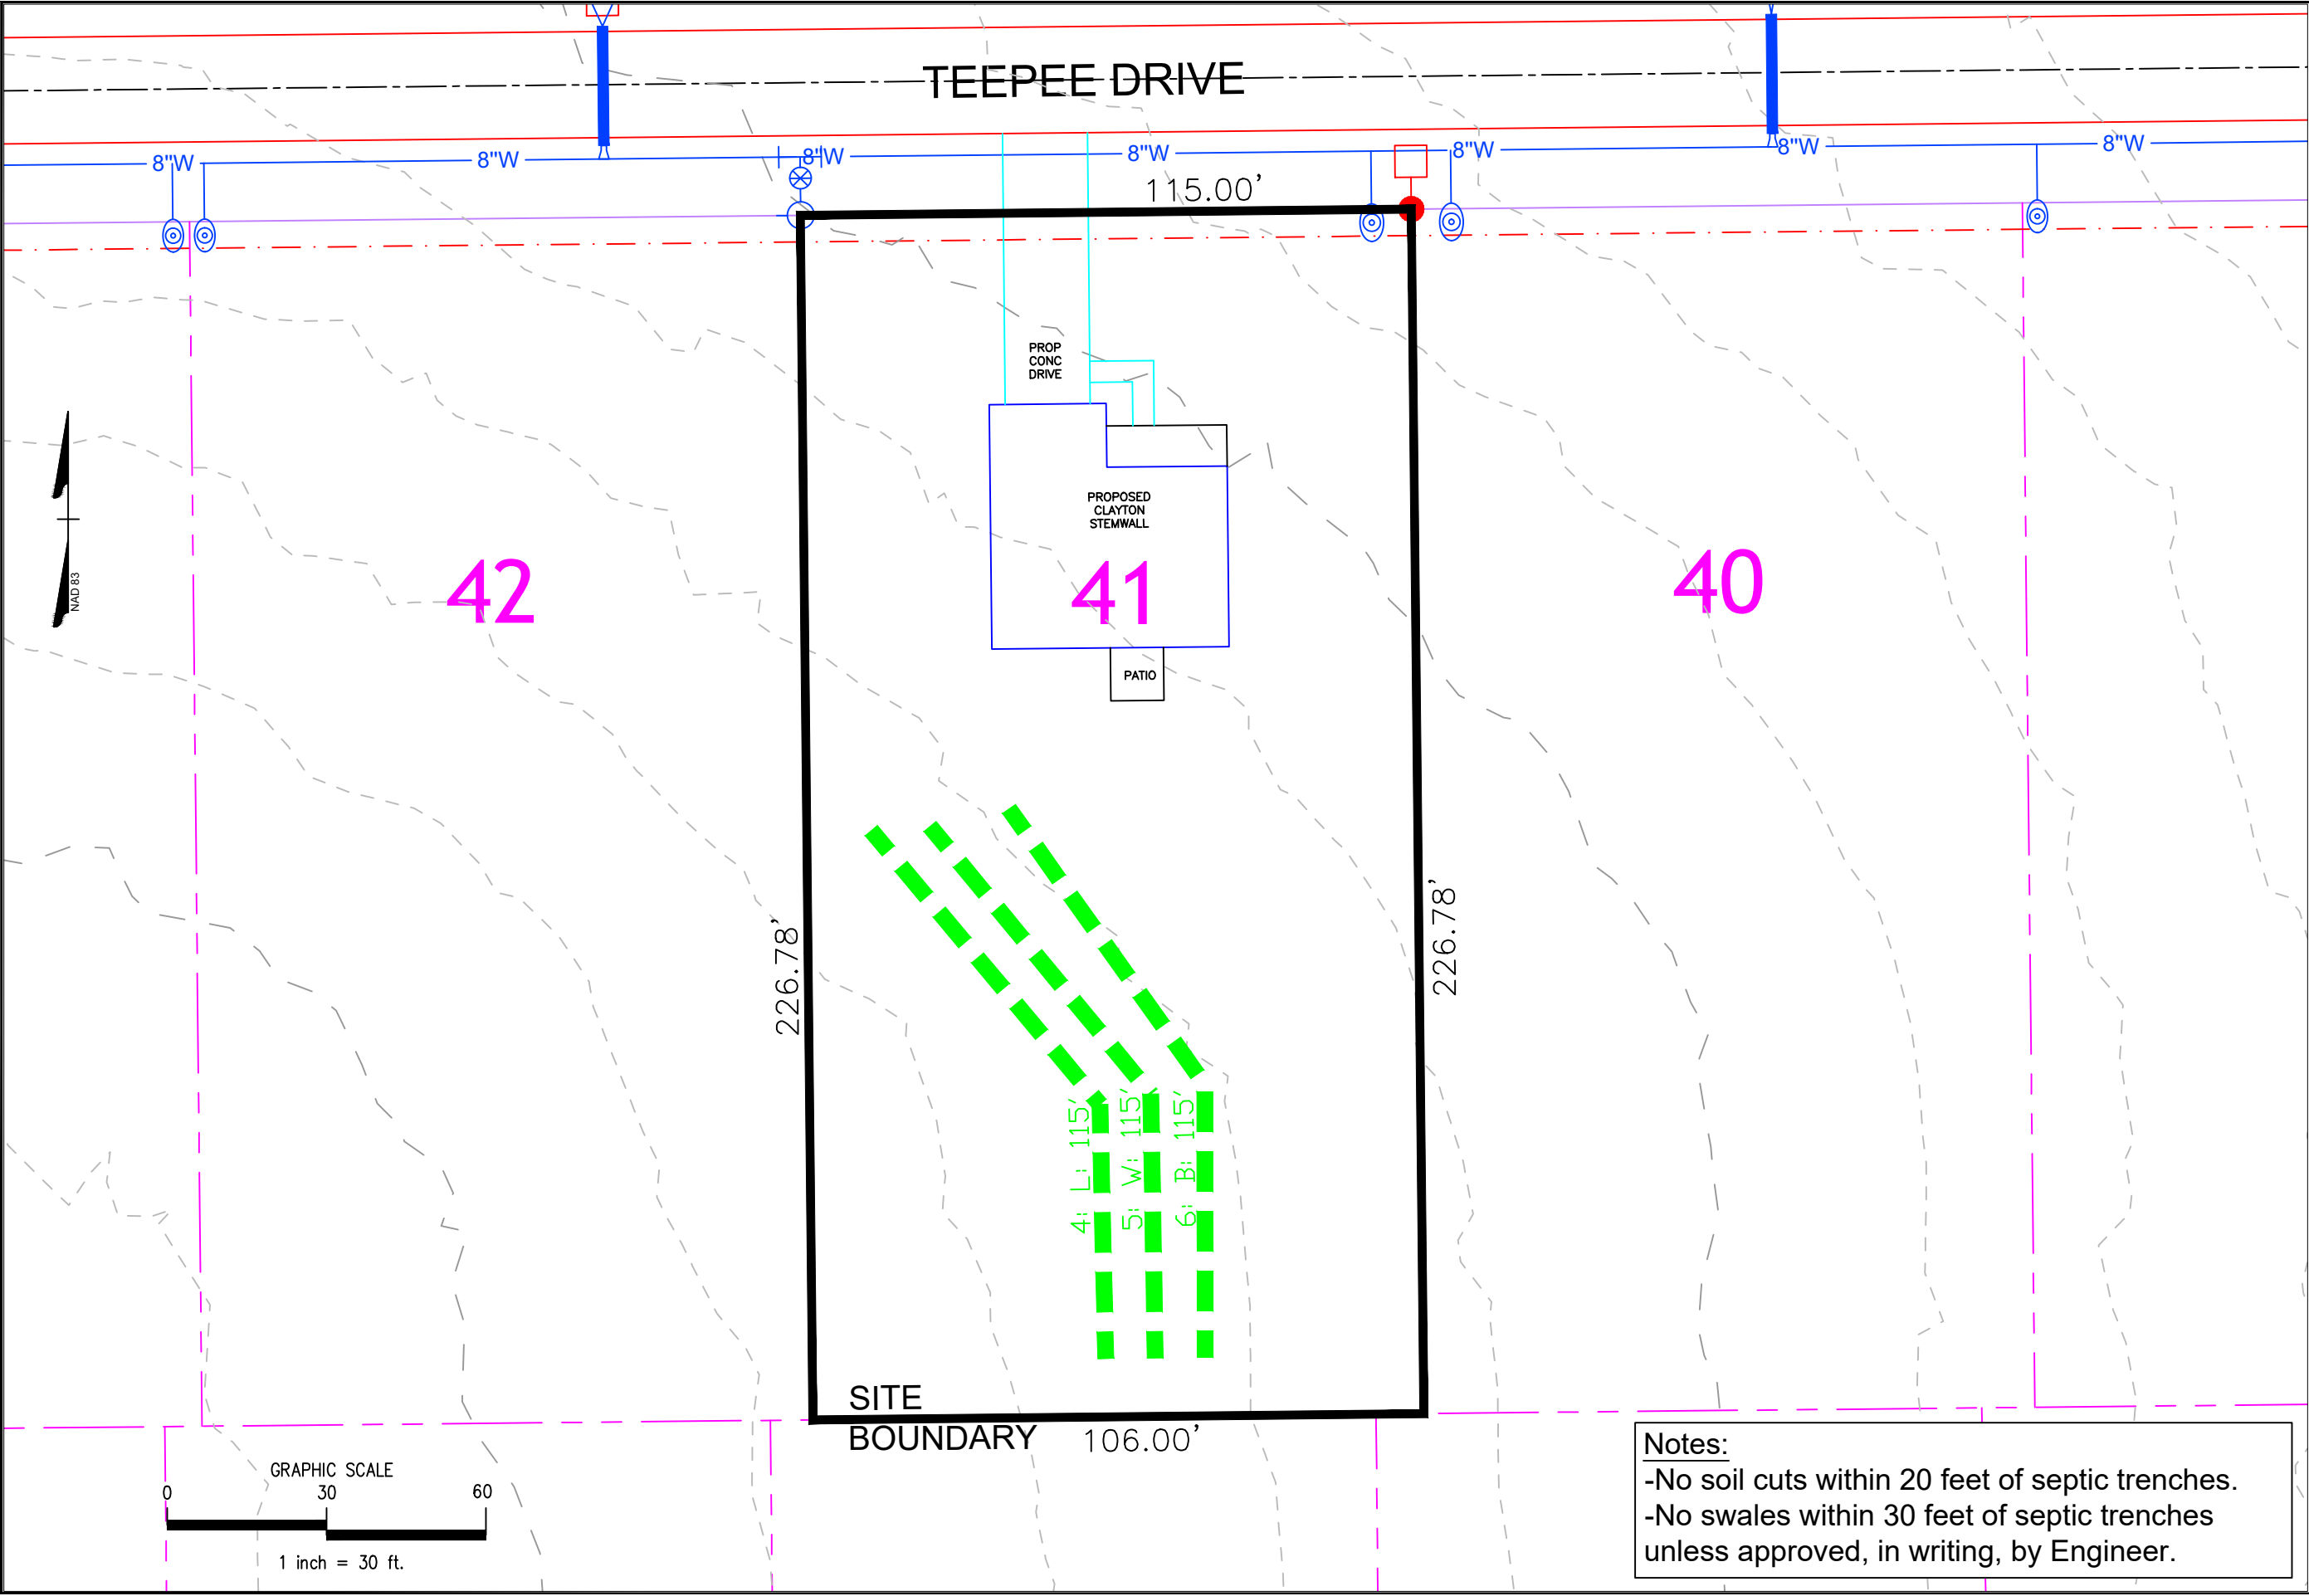 TEEPEE DRIVE
8"W
8"W
8"W
8"W
8"W
8"W
8"W
115.00'
PROP
CONC
DRIVE
PROPOSED
CLAYTON
STEMWALL
42
41
40
NAD 83
PATIO
226.78'
226.78'
4: L: 115'
5: W: 115'
6: B: 115'
SITE
BOUNDARY
106.00'
GRAPHIC SCALE
0 30 60
1 inch = 30 ft.
Notes:
-No soil cuts within 20 feet of septic trenches.
-No swales within 30 feet of septic trenches
unless approved, in writing, by Engineer.